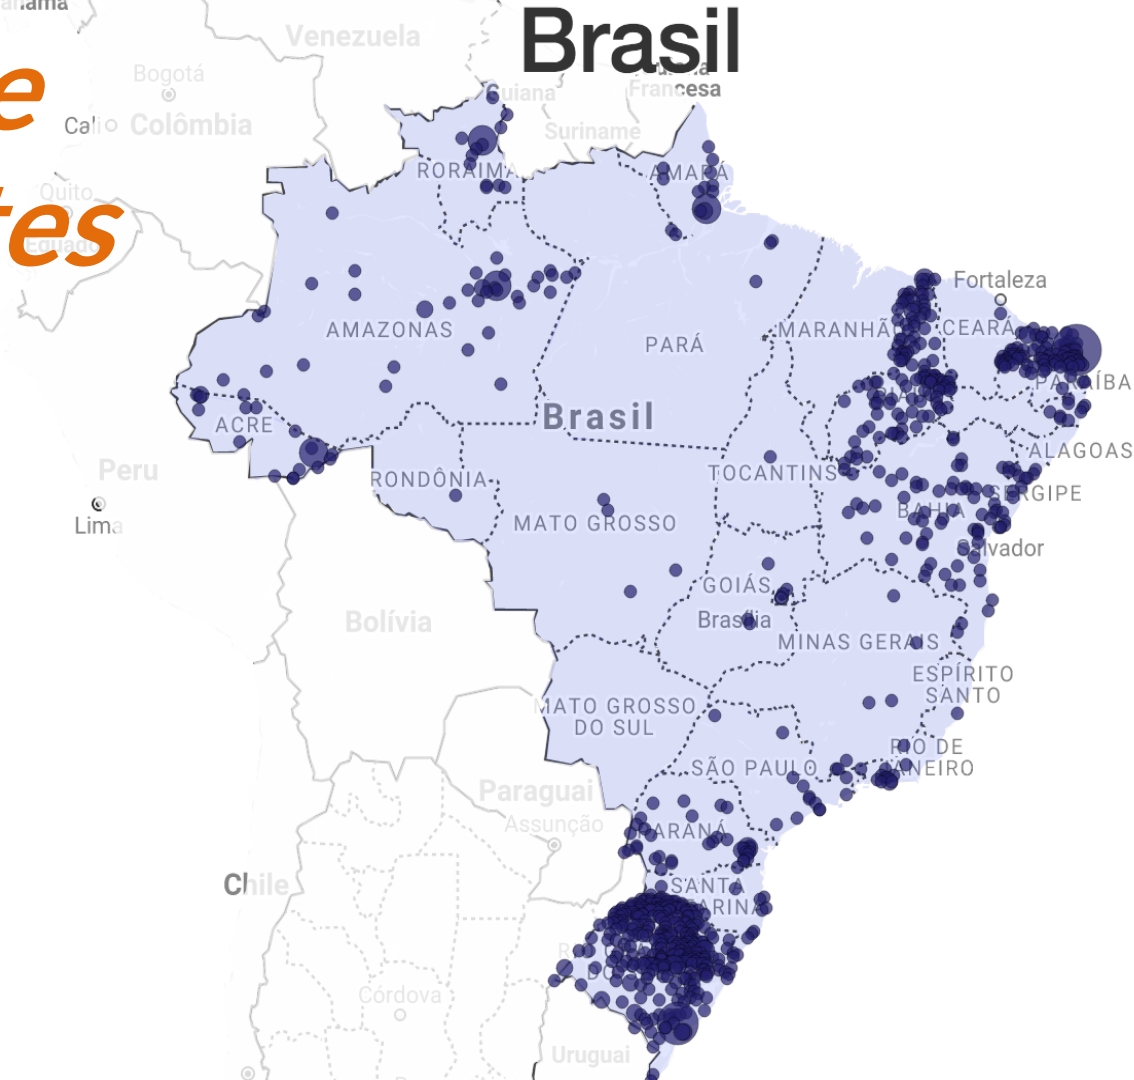 Brasil
Venezuela
e
Bogotá
Guiana
Francesa
Cali
Colômbia
Suriname
RORAIMA
AMAPÁ
Quito
tes
Fortaleza
AMAZONAS
PARÁ
MARANHÃO
CEARÁ
PARAÍBA
Brasil
ACRE
ALAGOAS
Peru
RONDÔNIA
TOCANTINS
SERGIPE
Lima
MATO GROSSO
BAHIA
Salvador
GOIÁS
Bolívia
Brasília
MINAS GERAIS
ESPÍRITO
SANTO
MATO GROSSO
DO SUL
RIO DE
JANEIRO
SÃO PAULO
Paraguai
Assunção
PARANÁ
Chile
SANTA
CATARINA
Córdova
Uruguai